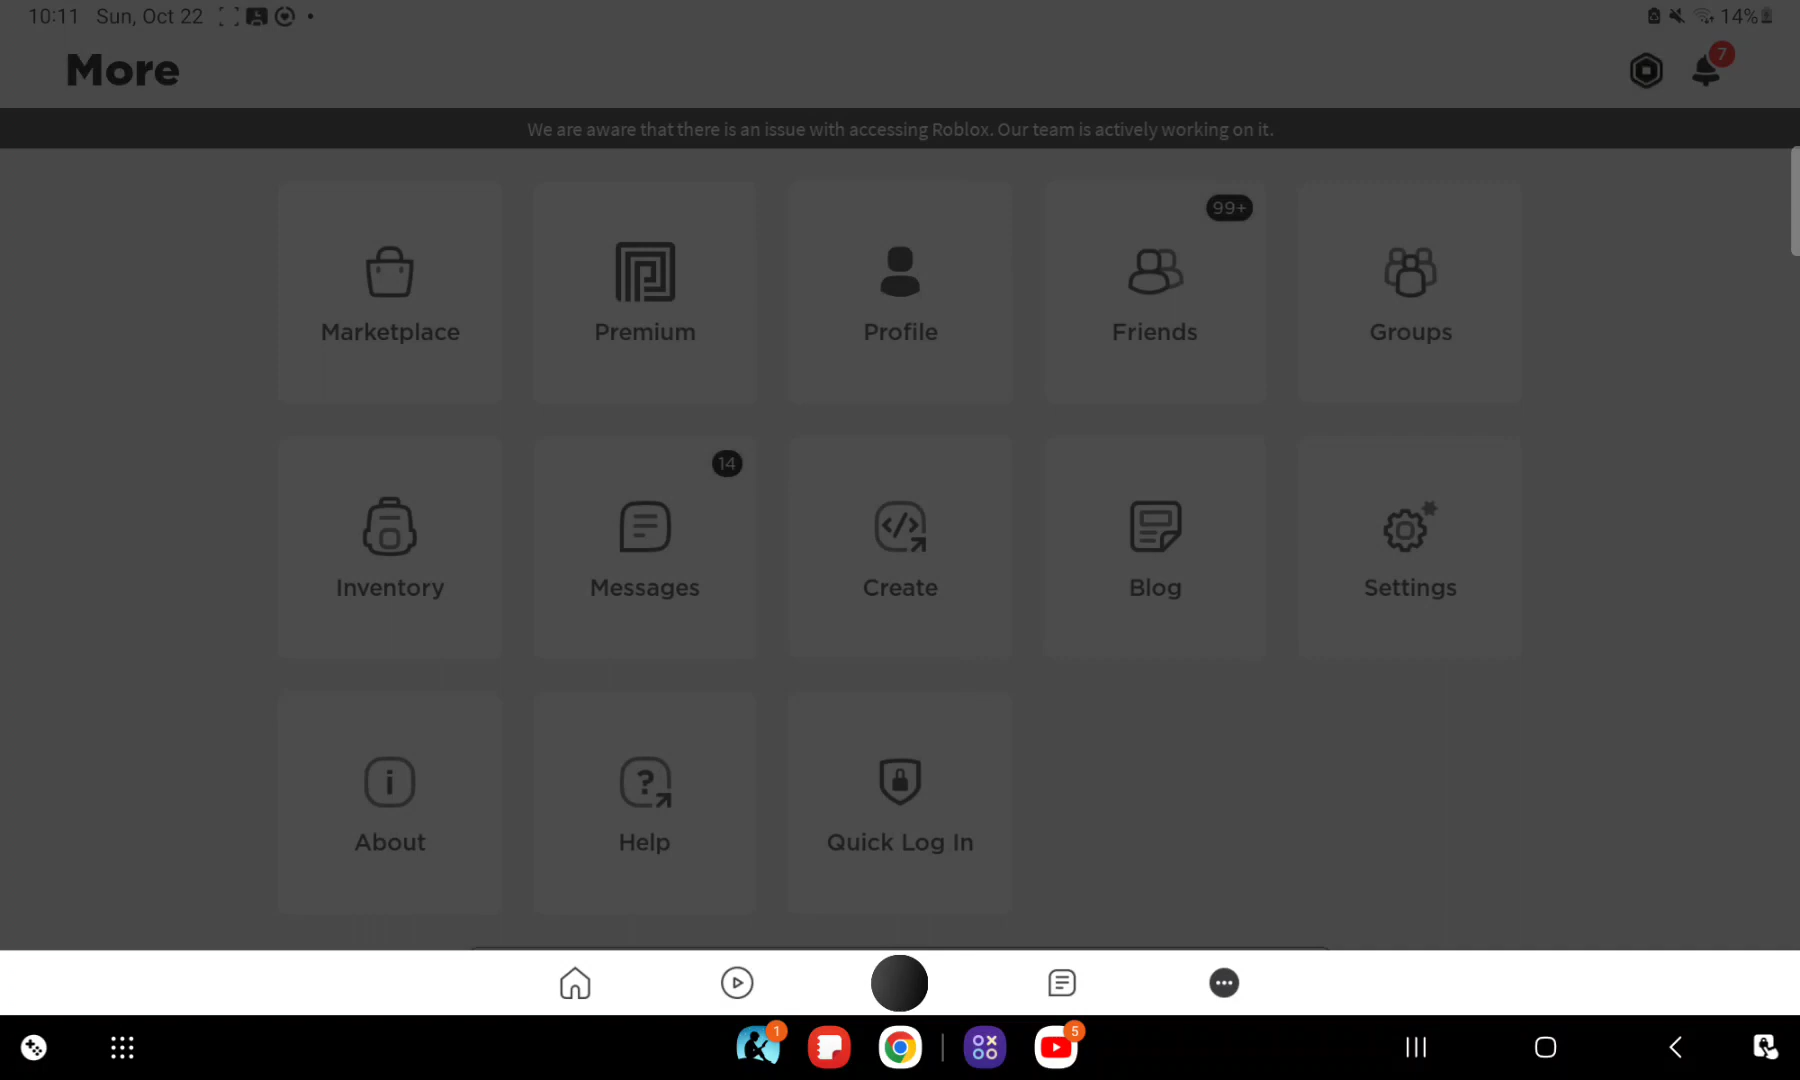 10:11 Sun, Oct 22
14%
More
7
We are aware that there is an issue with accessing Roblox. Our team is actively working on it.
99+
Marketplace
Premium
Profile
Friends
Groups
14
Inventory
Messages
Create
Blog
Settings
About
Help
Quick Log In
1
5